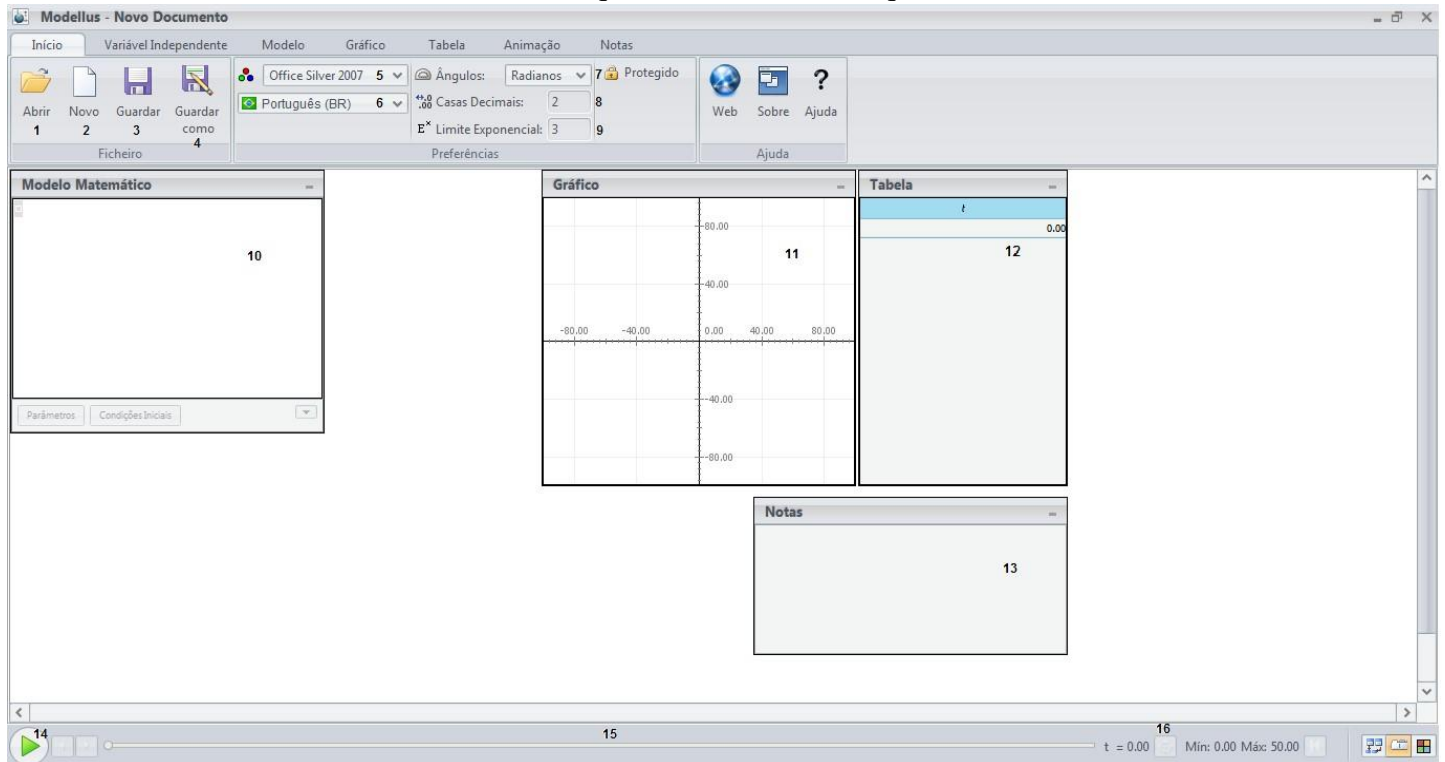 Modellus - Novo Documento
Início Variável Independente Modelo Gráfico Tabela Animação Notas
Office Silver 2007 5 Ângulos: Radianos 7 Protegido
Português (BR) 6 Casas Decimais: 2 8
Abrir Novo Guardar Guardar como Web Sobre Ajuda
1 2 3 4 Limite Exponencial: 3 9
Ficheiro Preferências Ajuda
Modelo Matemático
10
Parâmetros Condições Iniciais
Gráfico
80.00
11
40.00
-80.00 -40.00 0.00 40.00 80.00
-40.00
-80.00
Tabela
t
0.00
12
Notas
13
14 15 16
t = 0.00 Mín: 0.00 Máx: 50.00